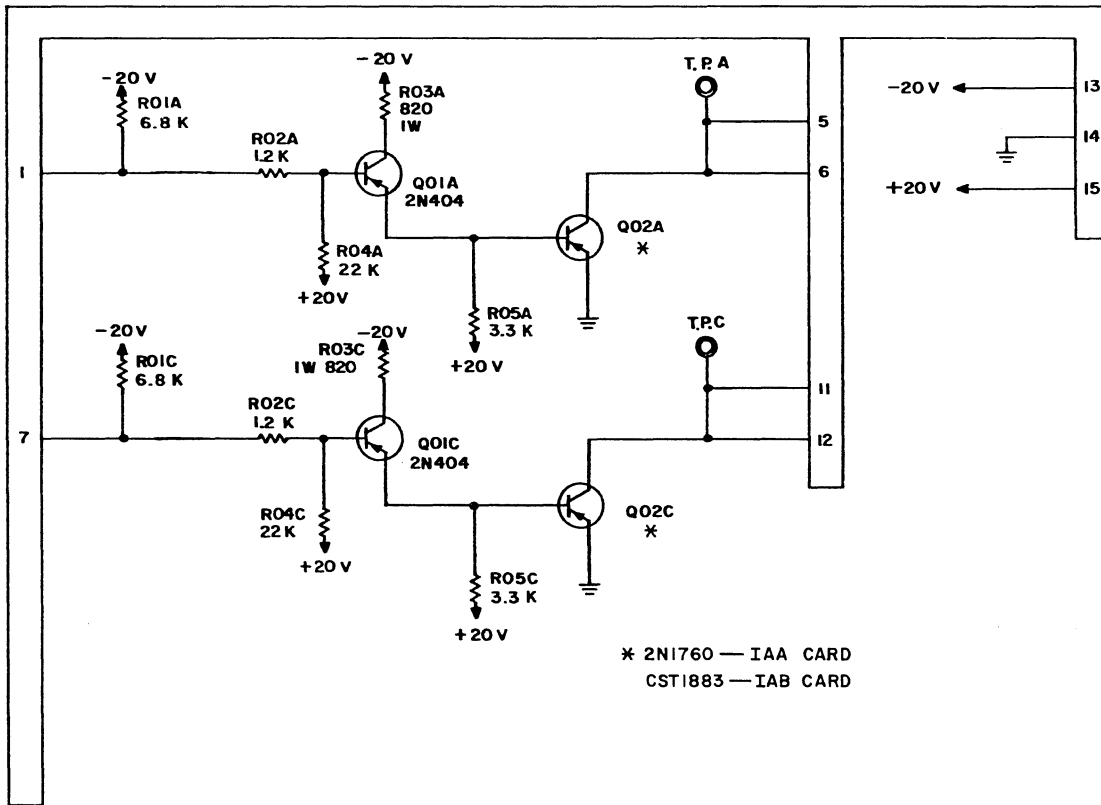 -20 V
R01A
6.8 K
1
R02A
1.2 K
-20 V
R03A
820
1W
Q01A
2N404
R04A
22 K
+20 V
R05A
3.3 K
+20 V
Q02A
*
T.P. A
5
6
-20 V
13
14
+20 V
15
-20 V
R01C
6.8 K
7
R02C
1.2 K
-20 V
R03C
1W 820
Q01C
2N404
R04C
22 K
+20 V
R05C
3.3 K
+20 V
Q02C
*
T.P. C
11
12
* 2N1760 — IAA CARD
CST1883 — IAB CARD